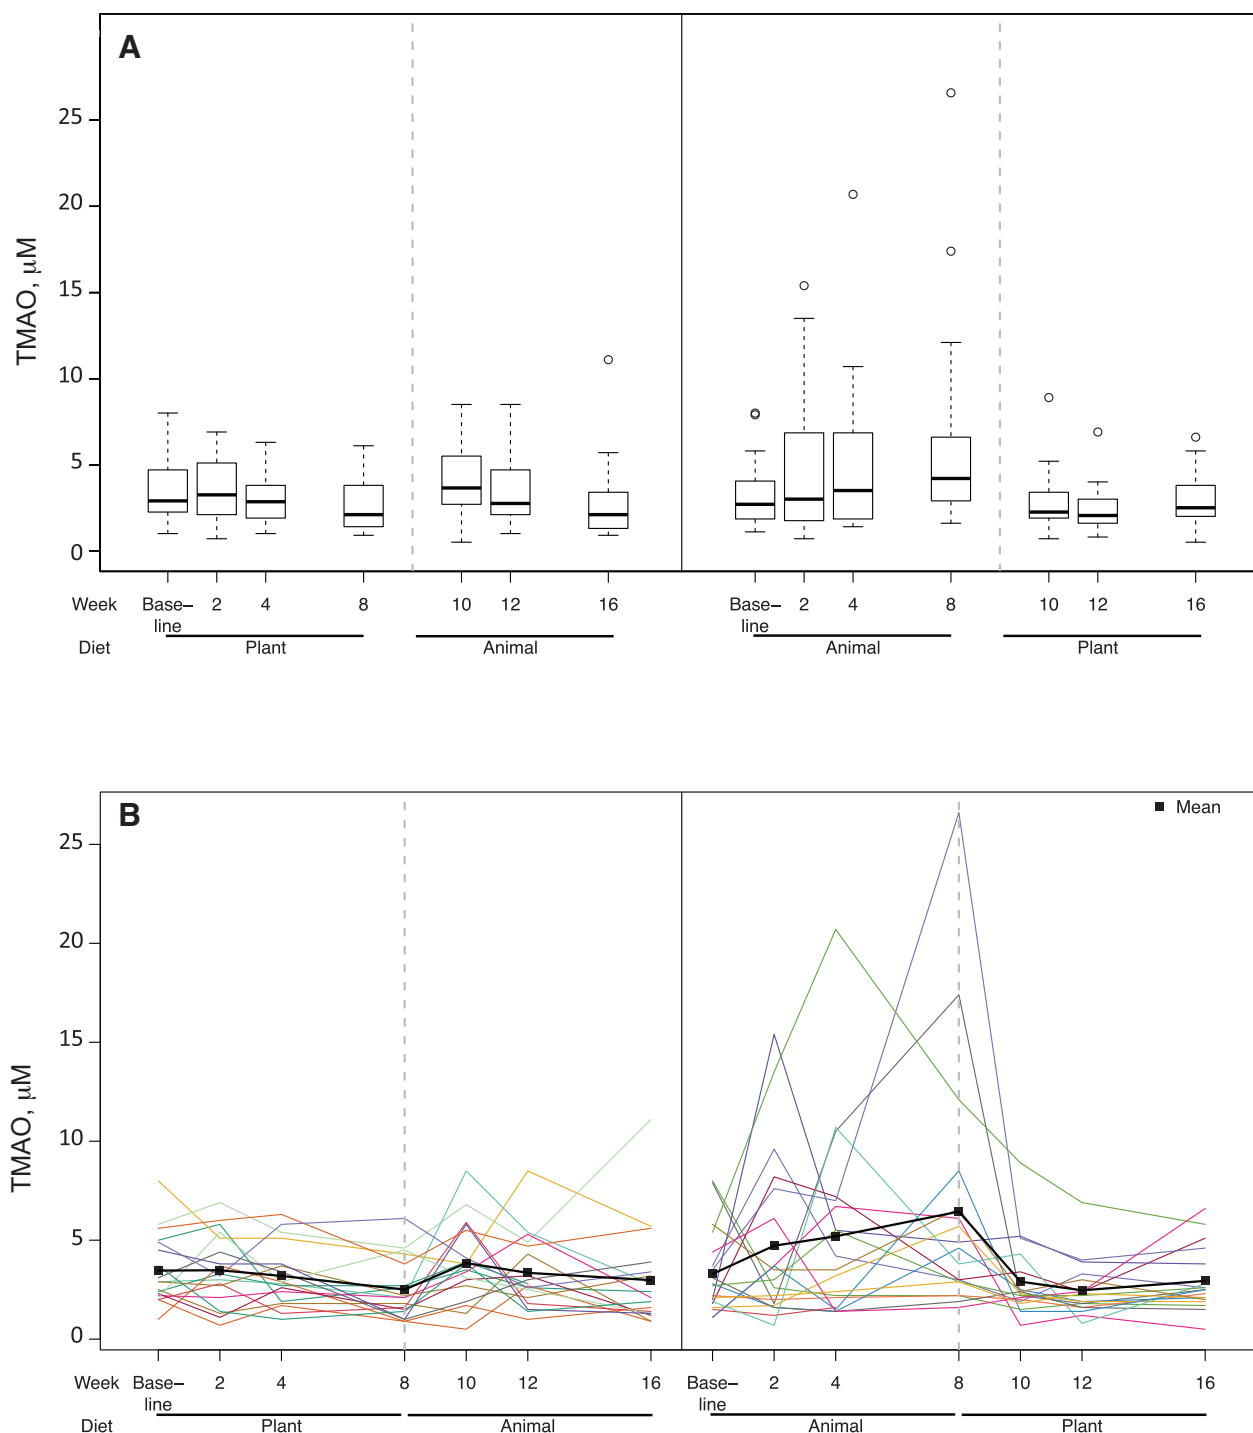 A
25
20
15
10
5
0
TMAO, μM
Week Base– 2 4 8 10 12 16 Base– 2 4 8 10 12 16
line line
Diet Plant Animal Animal Plant
B
Mean
25
20
15
10
5
0
TMAO, μM
Week Base– 2 4 8 10 12 16 Base– 2 4 8 10 12 16
line line
Diet Plant Animal Animal Plant